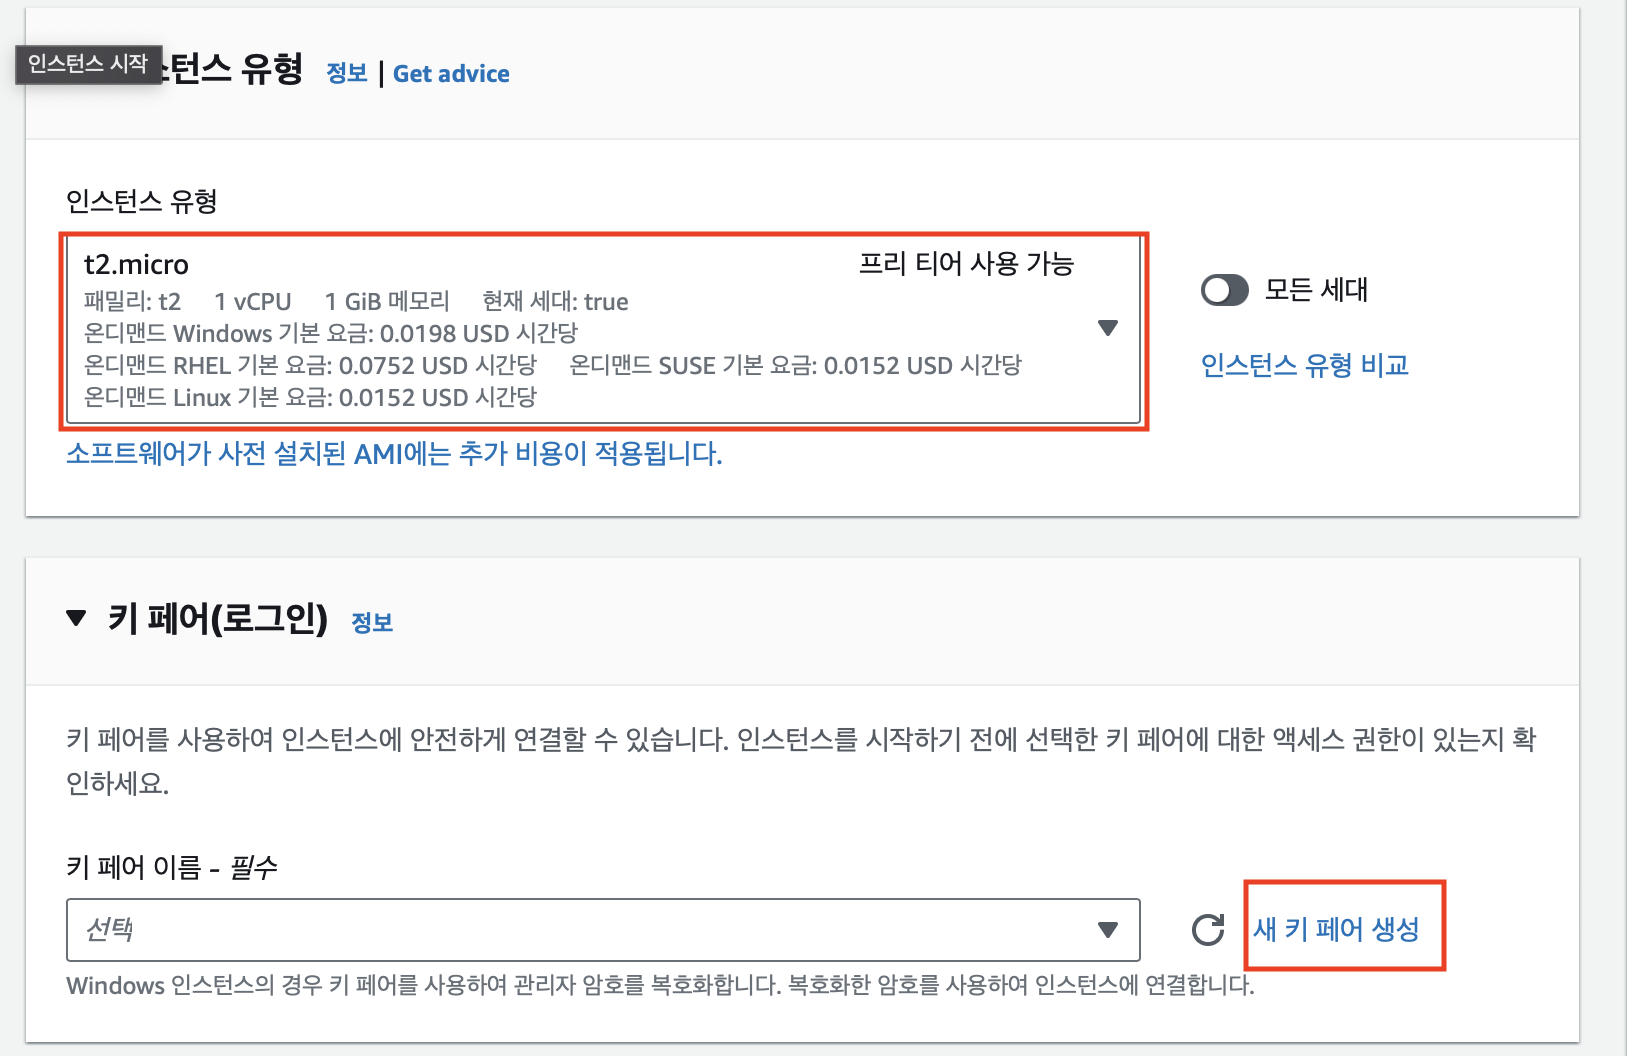 인스턴스 시작
스턴스 유형 정보 | Get advice
인스턴스 유형
t2.micro 프리 티어 사용 가능
패밀리: t2 1 vCPU 1 GiB 메모리 현재 세대: true
온디맨드 Windows 기본 요금: 0.0198 USD 시간당
온디맨드 RHEL 기본 요금: 0.0752 USD 시간당 온디맨드 SUSE 기본 요금: 0.0152 USD 시간당
온디맨드 Linux 기본 요금: 0.0152 USD 시간당
모든 세대
인스턴스 유형 비교
소프트웨어가 사전 설치된 AMI에는 추가 비용이 적용됩니다.
키 페어(로그인) 정보
키 페어를 사용하여 인스턴스에 안전하게 연결할 수 있습니다. 인스턴스를 시작하기 전에 선택한 키 페어에 대한 액세스 권한이 있는지 확
인하세요.
키 페어 이름 - 필수
선택
새 키 페어 생성
Windows 인스턴스의 경우 키 페어를 사용하여 관리자 암호를 복호화합니다. 복호화한 암호를 사용하여 인스턴스에 연결합니다.